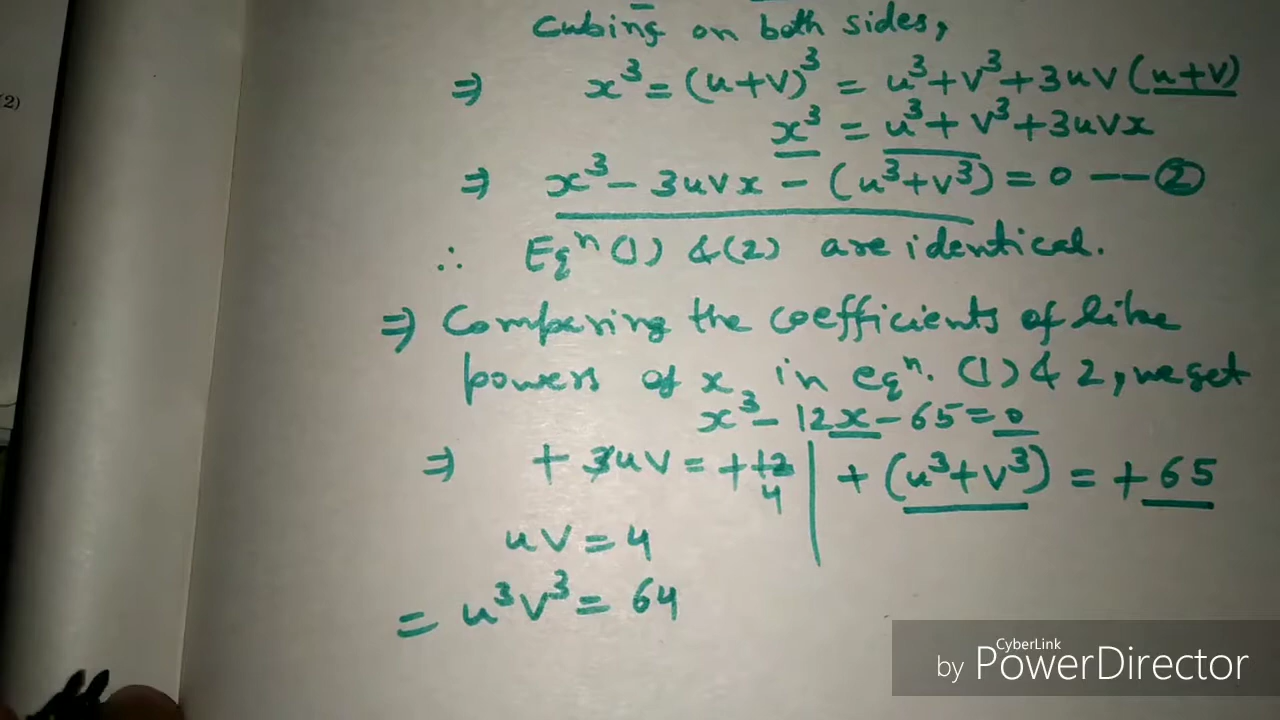 (2)
Cubing on both sides,
⇒ x³ = (u+v)³ = u³+v³+3uv(u+v)
x³ = u³+v³+3uvx
⇒ x³ - 3uvx - (u³+v³) = 0 — ②
∴ Eqⁿ (1) & (2) are identical.
⇒ Comparing the coefficients of like
powers of x in eqⁿ. (1) & 2, we get
x³ - 12x - 65 = 0
⇒ + 3uv = + 12 | + (u³+v³) = + 65
4
uv = 4
= u³v³ = 64
CyberLink
by PowerDirector